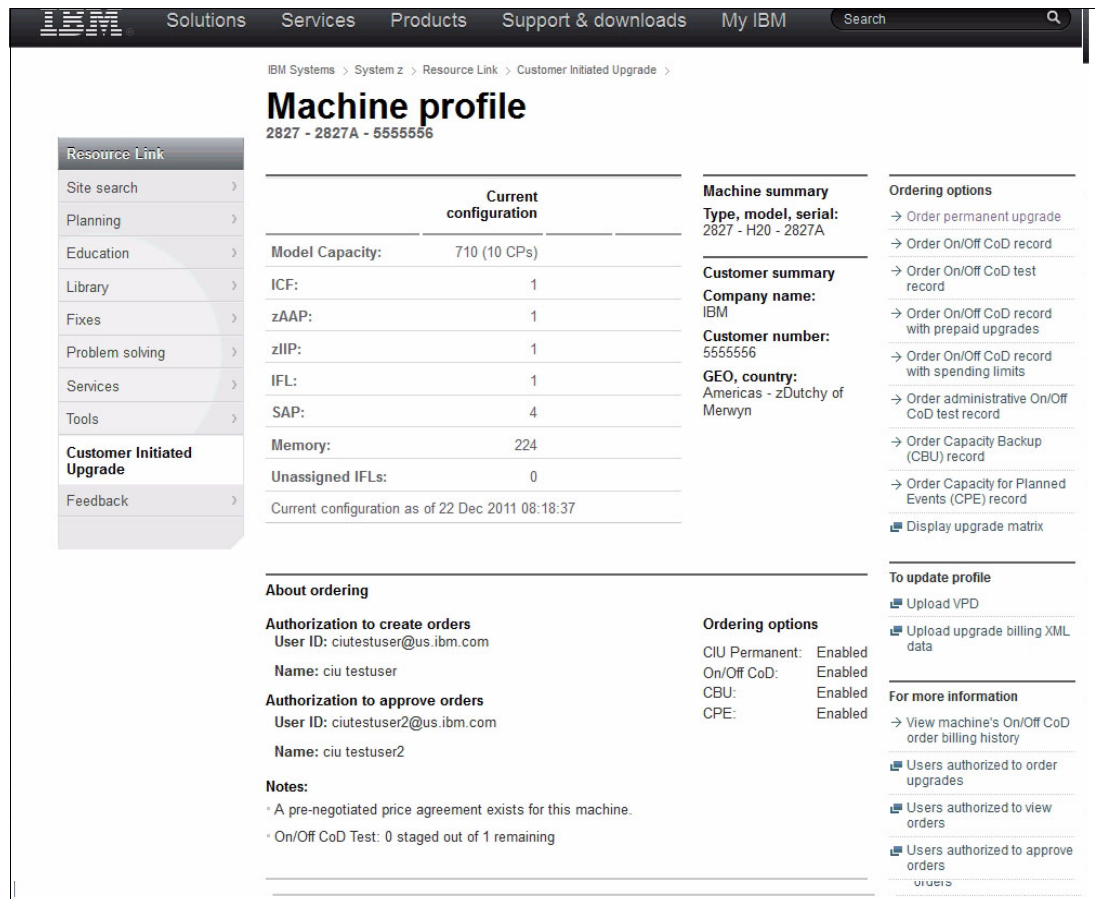 IBM Solutions Services Products Support & downloads My IBM Search
IBM Systems > System z > Resource Link > Customer Initiated Upgrade >
Machine profile
2827 - 2827A - 5555556
Resource Link
Site search
Planning
Education
Library
Fixes
Problem solving
Services
Tools
Customer Initiated
Upgrade
Feedback
Current
configuration
Model Capacity: 710 (10 CPs)
ICF: 1
zAAP: 1
zIIP: 1
IFL: 1
SAP: 4
Memory: 224
Unassigned IFLs: 0
Current configuration as of 22 Dec 2011 08:18:37
Machine summary
Type, model, serial:
2827 - H20 - 2827A
Customer summary
Company name:
IBM
Customer number:
5555556
GEO, country:
Americas - zDutchy of
Merwyn
Ordering options
→ Order permanent upgrade
→ Order On/Off CoD record
→ Order On/Off CoD test
record
→ Order On/Off CoD record
with prepaid upgrades
→ Order On/Off CoD record
with spending limits
→ Order administrative On/Off
CoD test record
→ Order Capacity Backup
(CBU) record
→ Order Capacity for Planned
Events (CPE) record
Display upgrade matrix
To update profile
Upload VPD
Upload upgrade billing XML
data
For more information
→ View machine's On/Off CoD
order billing history
Users authorized to order
upgrades
Users authorized to view
orders
Users authorized to approve
orders
orders
About ordering
Authorization to create orders
User ID: ciutestuser@us.ibm.com
Name: ciu testuser
Authorization to approve orders
User ID: ciutestuser2@us.ibm.com
Name: ciu testuser2
Notes:
A pre-negotiated price agreement exists for this machine.
On/Off CoD Test: 0 staged out of 1 remaining
Ordering options
CIU Permanent: Enabled
On/Off CoD: Enabled
CBU: Enabled
CPE: Enabled